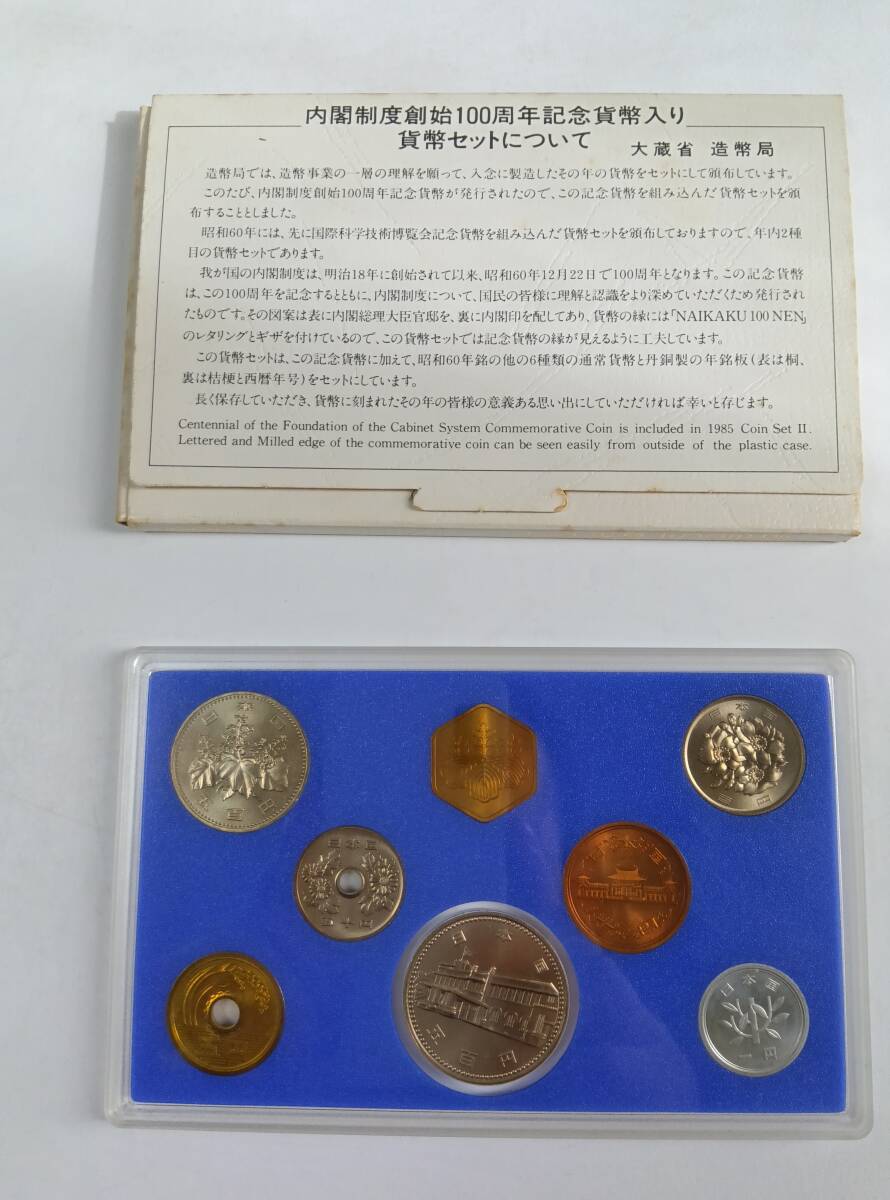 内閣制度創始100周年記念貨幣入り
貨幣セットについて 大蔵省 造幣局
造幣局では、造幣事業の一層の理解を願って、入念に製造したその年の貨幣をセットにして頒布しています。
このたび、内閣制度創始100周年記念貨幣が発行されたので、この記念貨幣を組み込んだ貨幣セットを頒
布することとしました。
昭和60年には、先に国際科学技術博覧会記念貨幣を組み込んだ貨幣セットを頒布しておりますので、年内2種
目の貨幣セットであります。
我が国の内閣制度は、明治18年に創始されて以来、昭和60年12月22日で100周年となります。この記念貨幣
は、この100周年を記念するとともに、内閣制度について、国民の皆様に理解と認識をより深めていただくため発行され
たものです。その図案は表に内閣総理大臣官邸を、裏に内閣印を配してあり、貨幣の縁には「NAIKAKU 100 NEN」
のレタリングとギザを付けているので、この貨幣セットでは記念貨幣の縁が見えるように工夫しています。
この貨幣セットは、この記念貨幣に加えて、昭和60年銘の他の6種類の通常貨幣と丹銅製の年銘板(表は桐、
裏は桔梗と西暦年号)をセットにしています。
長く保存していただき、貨幣に刻まれたその年の皆様の意義ある思い出にしていただければ幸いと存じます。
Centennial of the Foundation of the Cabinet System Commemorative Coin is included in 1985 Coin Set II.
Lettered and Milled edge of the commemorative coin can be seen easily from outside of the plastic case.
日本国
五百円
日本国
百円
日本国
五十円
日本国
日本国
五百円
日本国
一円